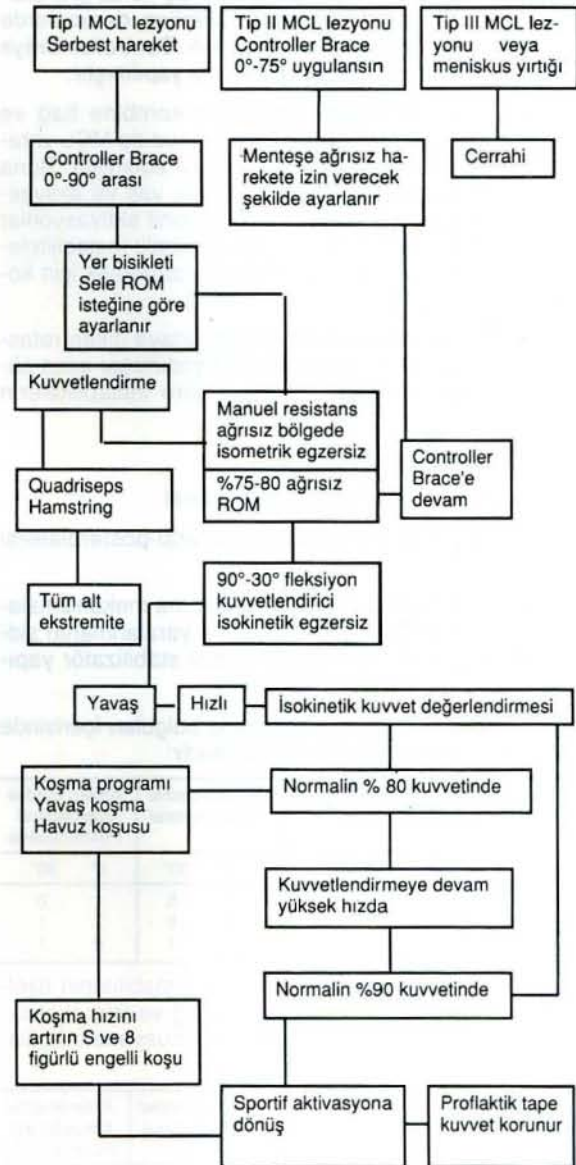 Tip I MCL lezyonu
Serbest hareket
Tip II MCL lezyonu
Controller Brace
0°-75° uygulansın
Tip III MCL lez-
yonu veya
meniskus yırtığı
Controller Brace
0°-90° arası
Menteşe ağrısız ha-
rekete izin verecek
şekilde ayarlanır
Cerrahi
Yer bisikleti
Sele ROM
isteğine göre
ayarlanır
Kuvvetlendirme
Manuel resistans
ağrısız bölgede
isometrik egzersiz
%75-80 ağrısız
ROM
Controller
Brace'e
devam
Quadriseps
Hamstring
90°-30° fleksiyon
kuvvetlendirici
isokinetik egzersiz
Tüm alt
ekstremite
Yavaş
Hızlı
İsokinetik kuvvet değerlendirmesi
Koşma programı
Yavaş koşma
Havuz koşusu
Normalin % 80 kuvvetinde
Kuvvetlendirmeye devam
yüksek hızda
Normalin %90 kuvvetinde
Koşma hızını
artırın S ve 8
figürlü engelli koşu
Sportif aktivasyona
dönüş
Proflaktik tape
kuvvet korunur